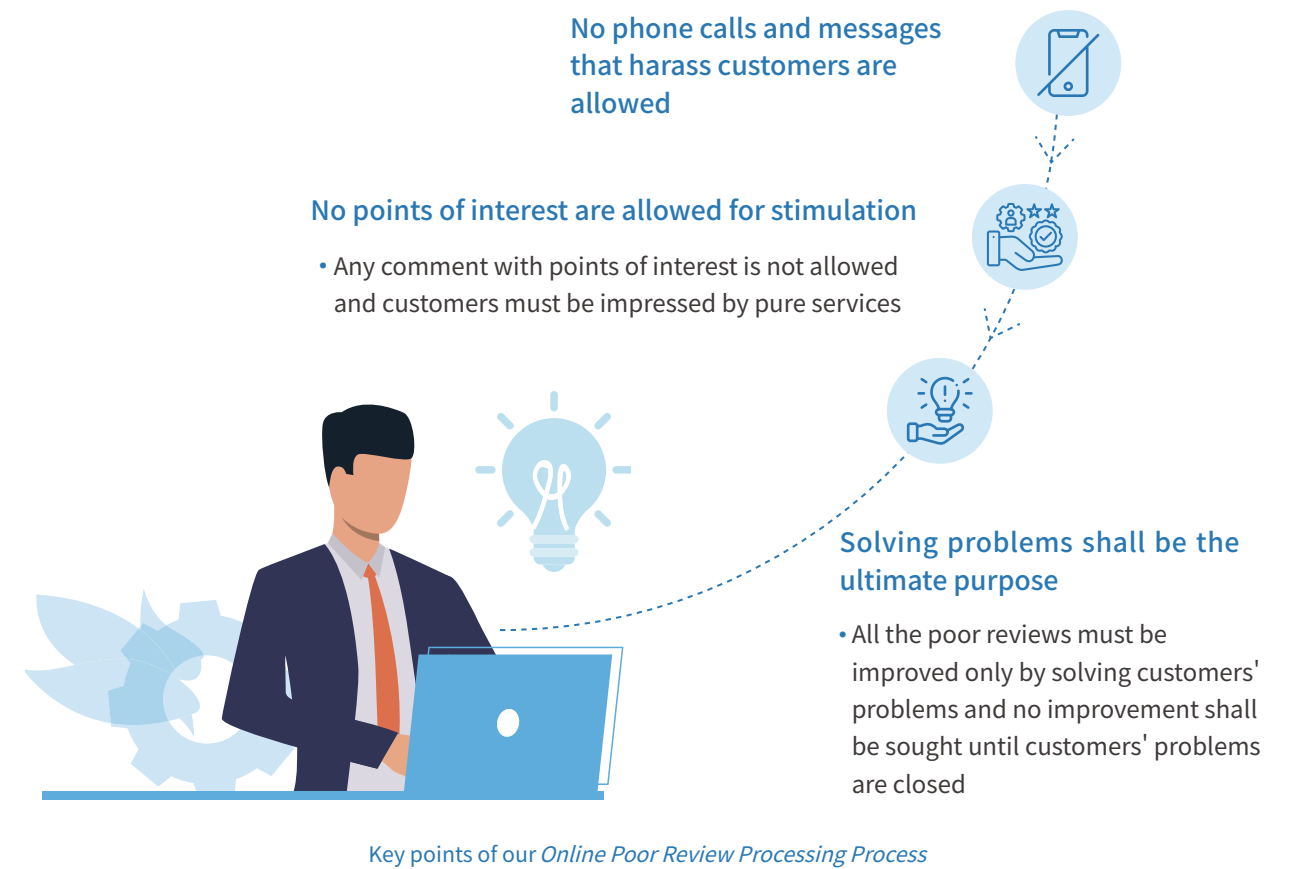 No phone calls and messages
that harass customers are
allowed
No points of interest are allowed for stimulation
• Any comment with points of interest is not allowed
and customers must be impressed by pure services
Solving problems shall be the
ultimate purpose
• All the poor reviews must be
improved only by solving customers'
problems and no improvement shall
be sought until customers' problems
are closed
Key points of our Online Poor Review Processing Process